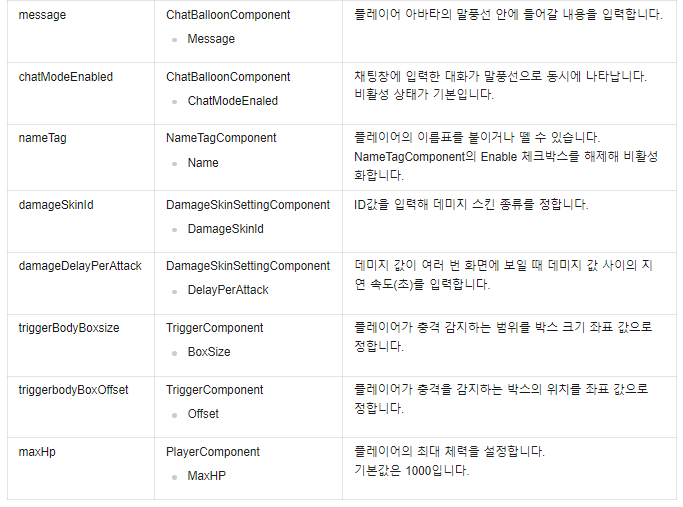 message
ChatBalloonComponent
Message
플레이어 아바타의 말풍선 안에 들어갈 내용을 입력합니다.
chatModeEnabled
ChatBalloonComponent
ChatModeEnaled
채팅창에 입력한 대화가 말풍선으로 동시에 나타납니다.
비활성 상태가 기본입니다.
nameTag
NameTagComponent
Name
플레이어의 이름표를 붙이거나 뗄 수 있습니다.
NameTagComponent의 Enable 체크박스를 해제해 비활성
화합니다.
damageSkinId
DamageSkinSettingComponent
DamageSkinId
ID값을 입력해 데미지 스킨 종류를 정합니다.
damageDelayPerAttack
DamageSkinSettingComponent
DelayPerAttack
데미지 값이 여러 번 화면에 보일 때 데미지 값 사이의 지
연 속도(초)를 입력합니다.
triggerBodyBoxsize
TriggerComponent
BoxSize
플레이어가 충격 감지하는 범위를 박스 크기 좌표 값으로
정합니다.
triggerbodyBoxOffset
TriggerComponent
Offset
플레이어가 충격을 감지하는 박스의 위치를 좌표 값으로
정합니다.
maxHp
PlayerComponent
MaxHP
플레이어의 최대 체력을 설정합니다.
기본값은 1000입니다.